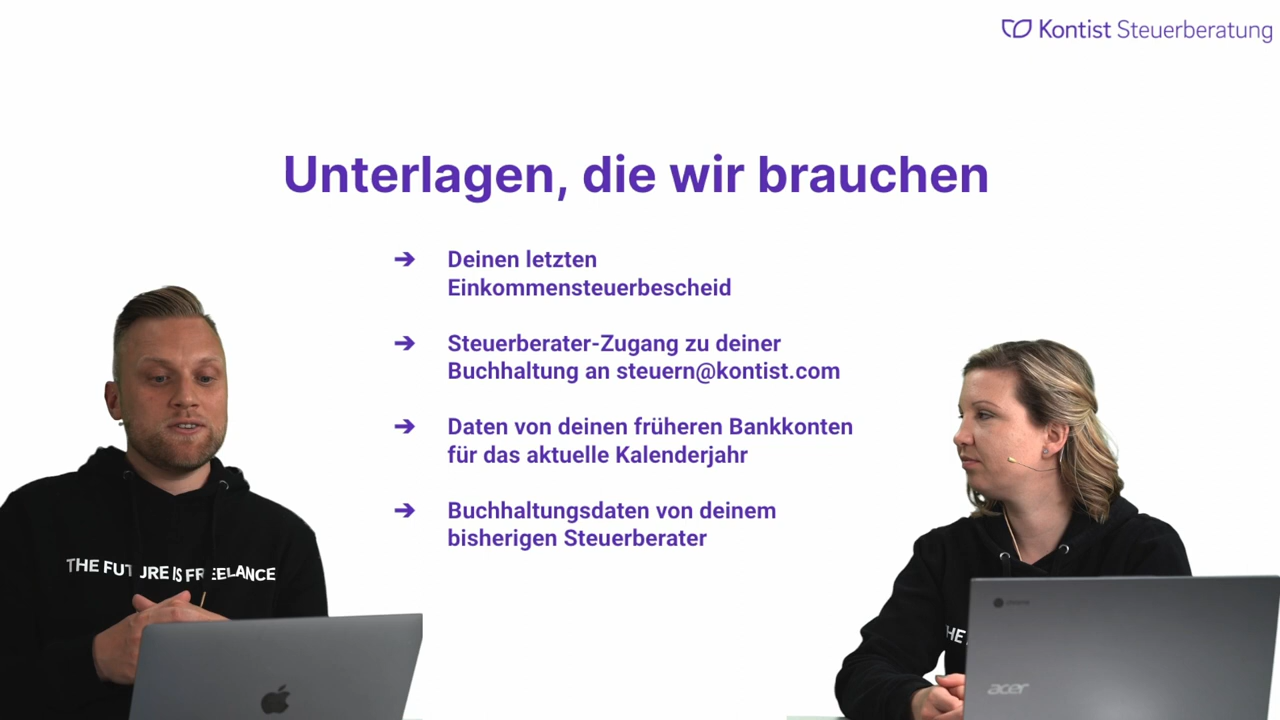 Kontist Steuerberatung
Unterlagen, die wir brauchen
➔ Deinen letzten
Einkommensteuerbescheid
➔ Steuerberater-Zugang zu deiner
Buchhaltung an steuern@kontist.com
➔ Daten von deinen früheren Bankkonten
für das aktuelle Kalenderjahr
➔ Buchhaltungsdaten von deinem
bisherigen Steuerberater
THE FUTURE IS FREELANCE
THE
acer